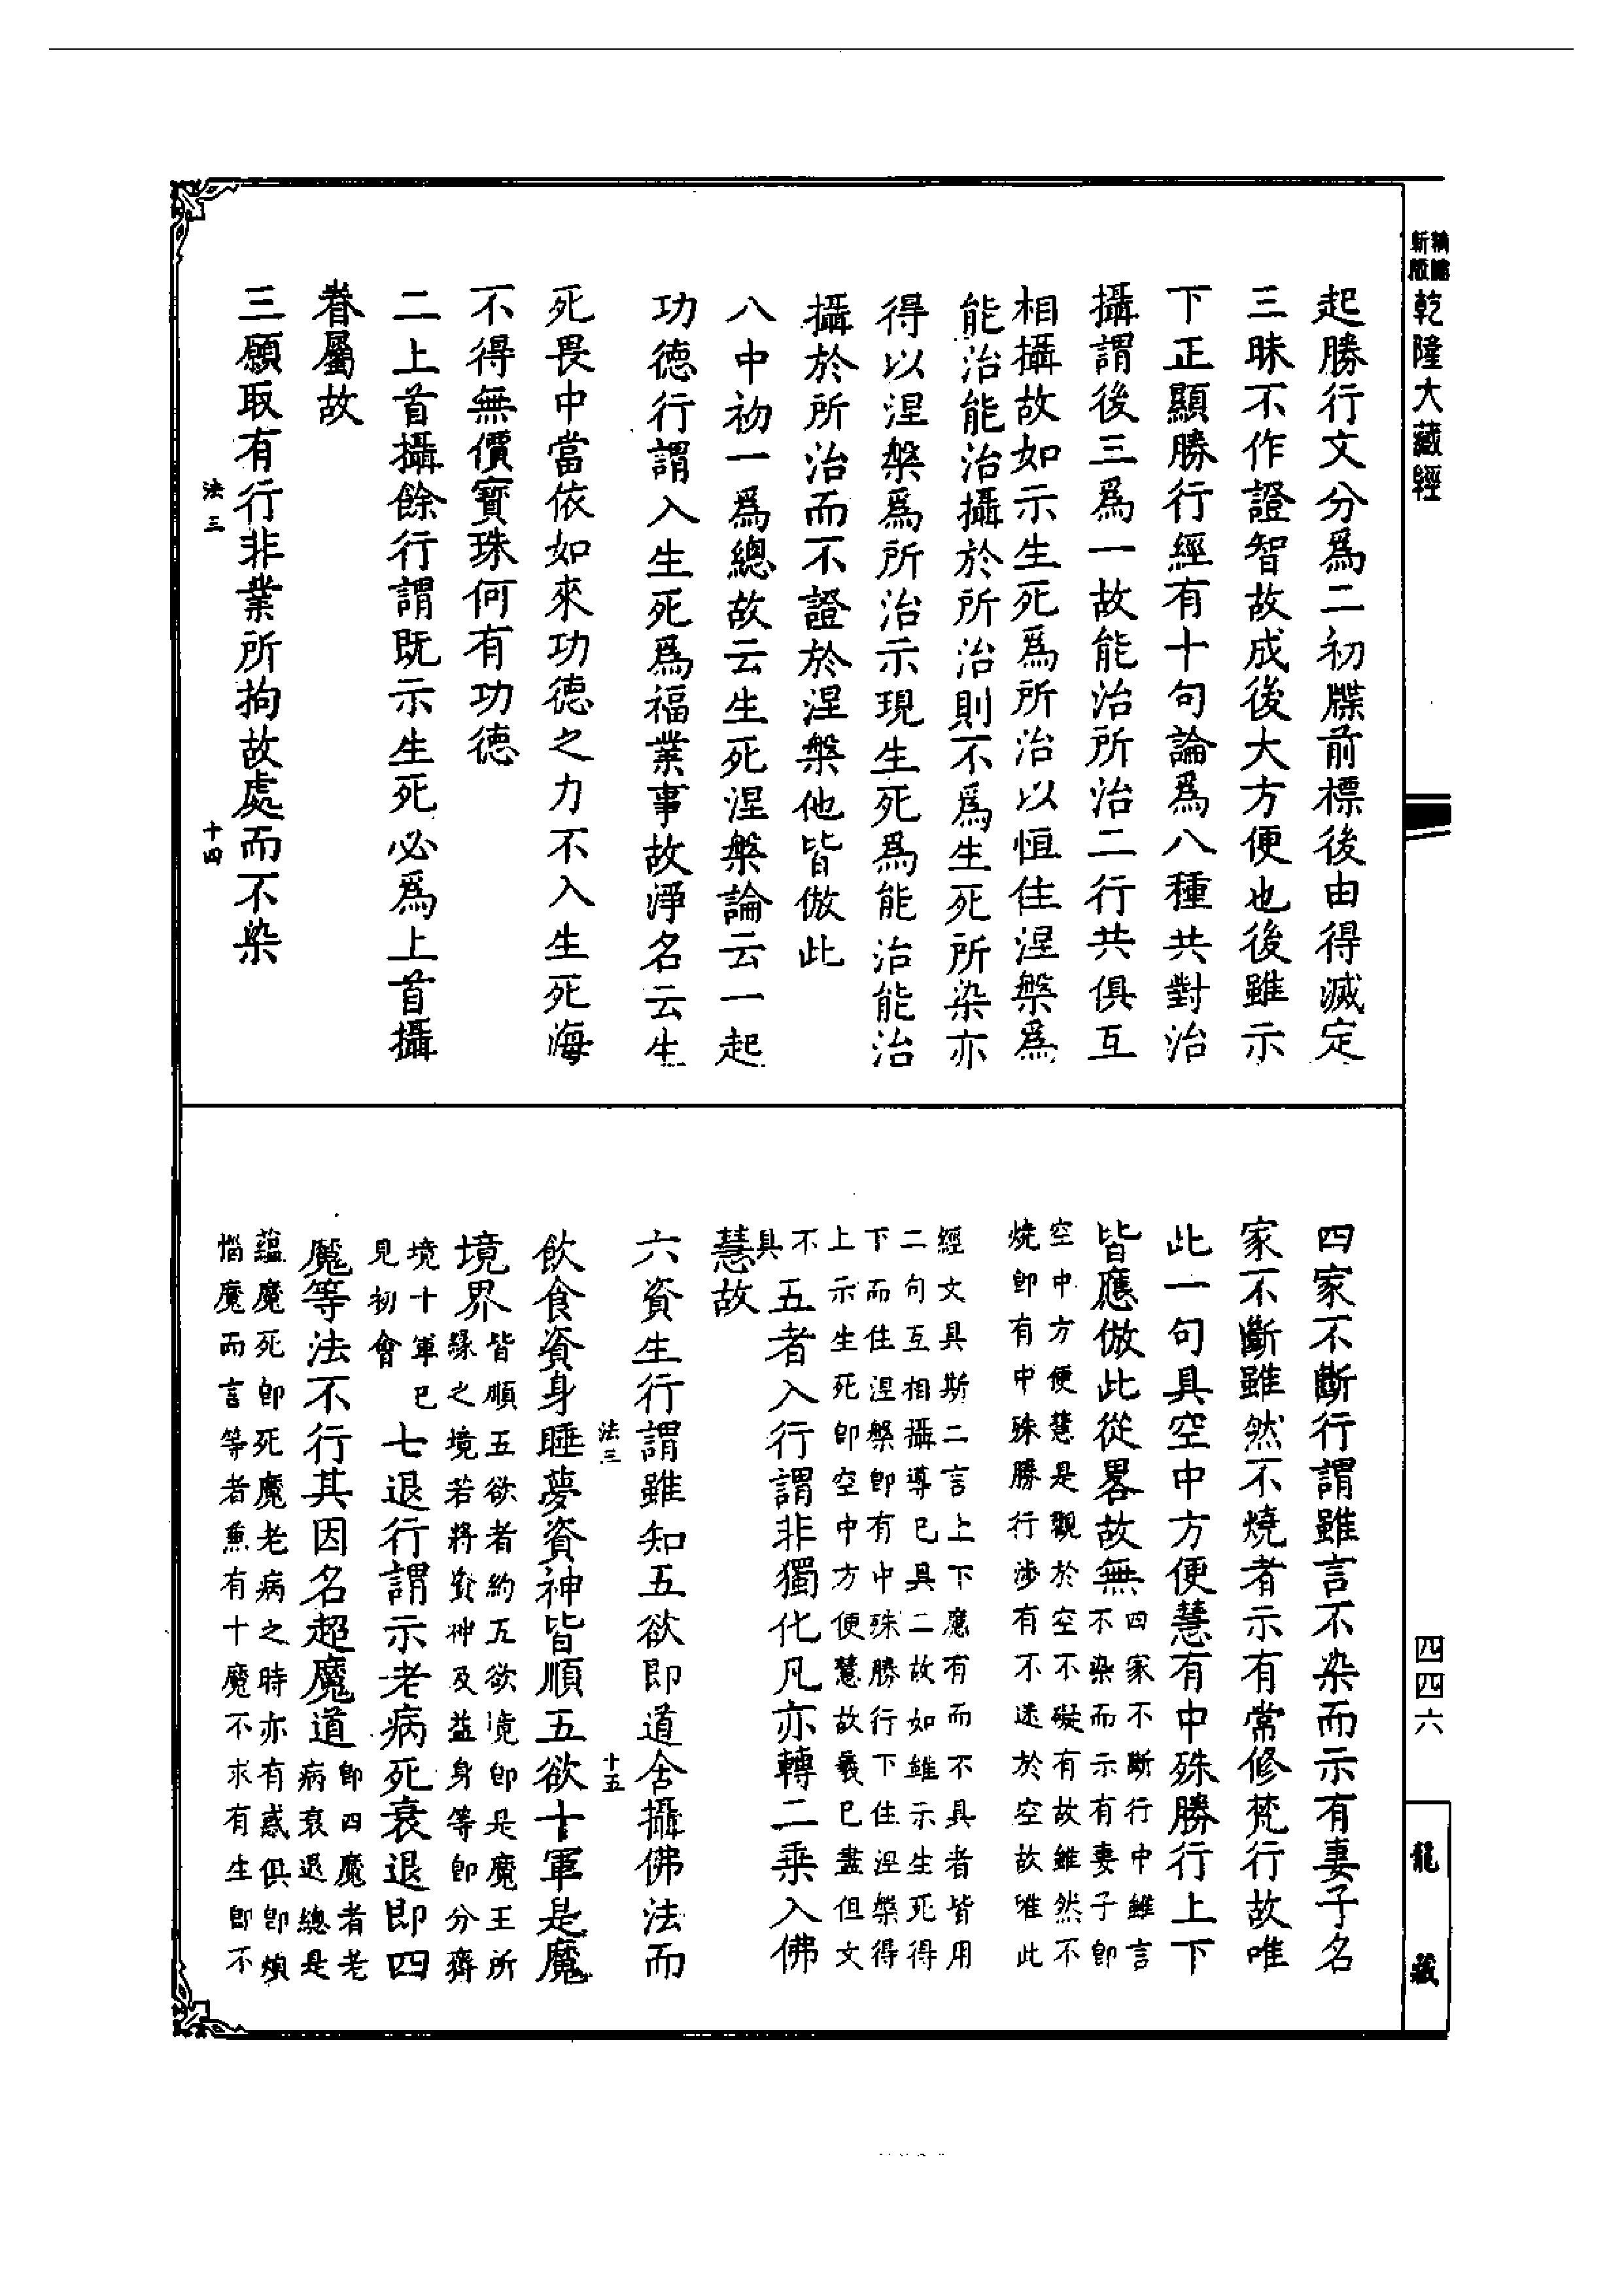 乾隆大藏經
四四六
龍藏
起勝行文分為二初牒前標後由得滅定
三昧不作證智故成後大方便也後雖示
下正顯勝行經有十句論為八種共對治
攝謂後三為一故能治所治二行共俱互
相攝故如示生死為所治以恒住涅槃為
能治能治攝於所治則不為生死所染亦
得以涅槃為所治示現生死為能治能治
攝於所治而不證於涅槃他皆倣此
八中初一為總故云生死涅槃論云一起
功德行謂入生死為福業事故淨名云生
死畏中當依如來功德之力不入生死海
不得無價寶珠何有功德
二上首攝餘行謂既示生死必為上首攝
眷屬故
三願取有行非業所拘故處而不染
法三
十四
四家不斷行謂雖言不染而示有妻子名
家不斷雖然不燒者示有常修梵行故唯
此一句具空中方便慧有中殊勝行上下
皆應倣此從畧故無
四家不斷行中雖言
不染而示有妻子即
空中方便慧是觀於空不礙有故雖然不
燒即有中殊勝行涉有不迷於空故唯此
經文具斯二言上下魔有而不具者皆用
二句互相攝導已具二故如雖示生死得
下而住涅槃即有中殊勝行下住涅槃得
上示生死即空中方便慧故義已盡但文
不
具
五者入行謂非獨化凡亦轉二乘入佛
慧故
六資生行謂雖知五欲即道舍攝佛法而
法三
十五
飲食資身睡夢資神皆順五欲十軍是魔
境界
皆順五欲者約五欲境即是魔王所
緣之境若將資神及益身等即分齊
境十軍已
見初會
七退行謂示老病死衰退即四
魔等法不行其因名超魔道
即四魔者老
病衰退總是
蘊魔死即死魔老病之時亦有惑俱即煩
惱魔而言等者兼有十魔不求有生即不